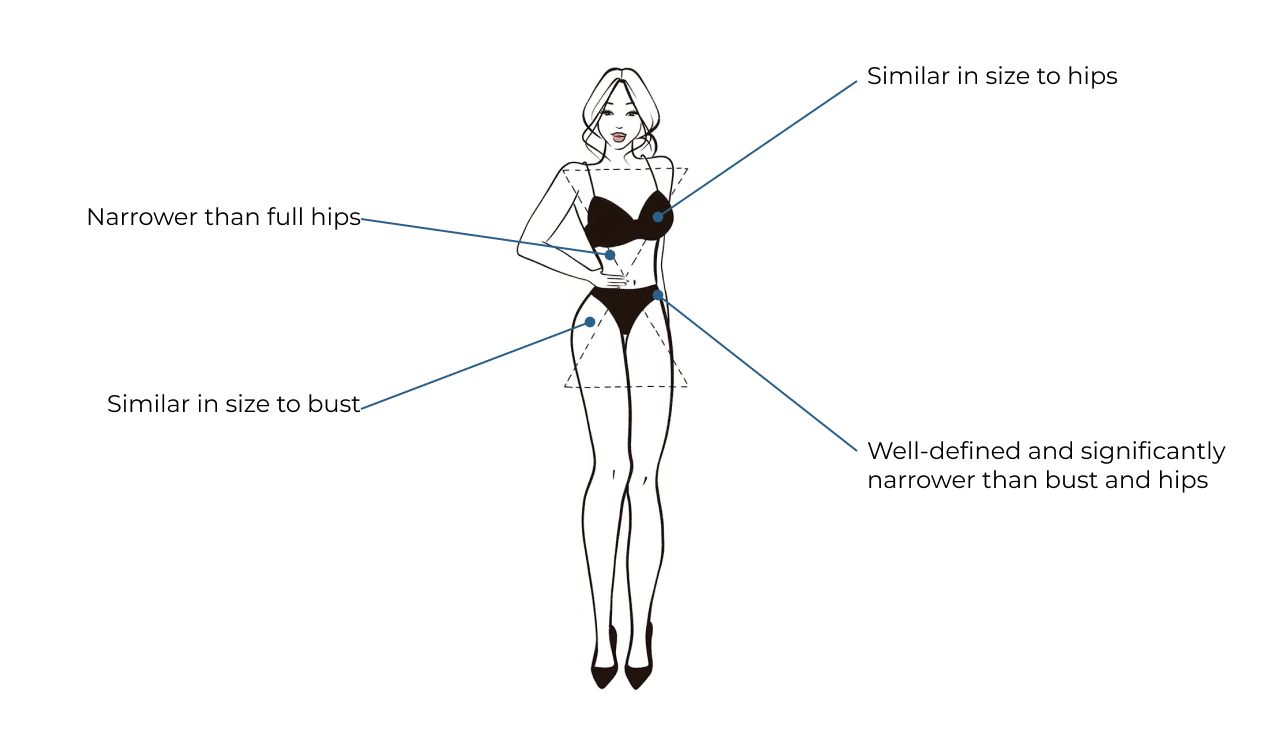 Similar in size to hips
Narrower than full hips
Similar in size to bust
Well-defined and significantly
narrower than bust and hips